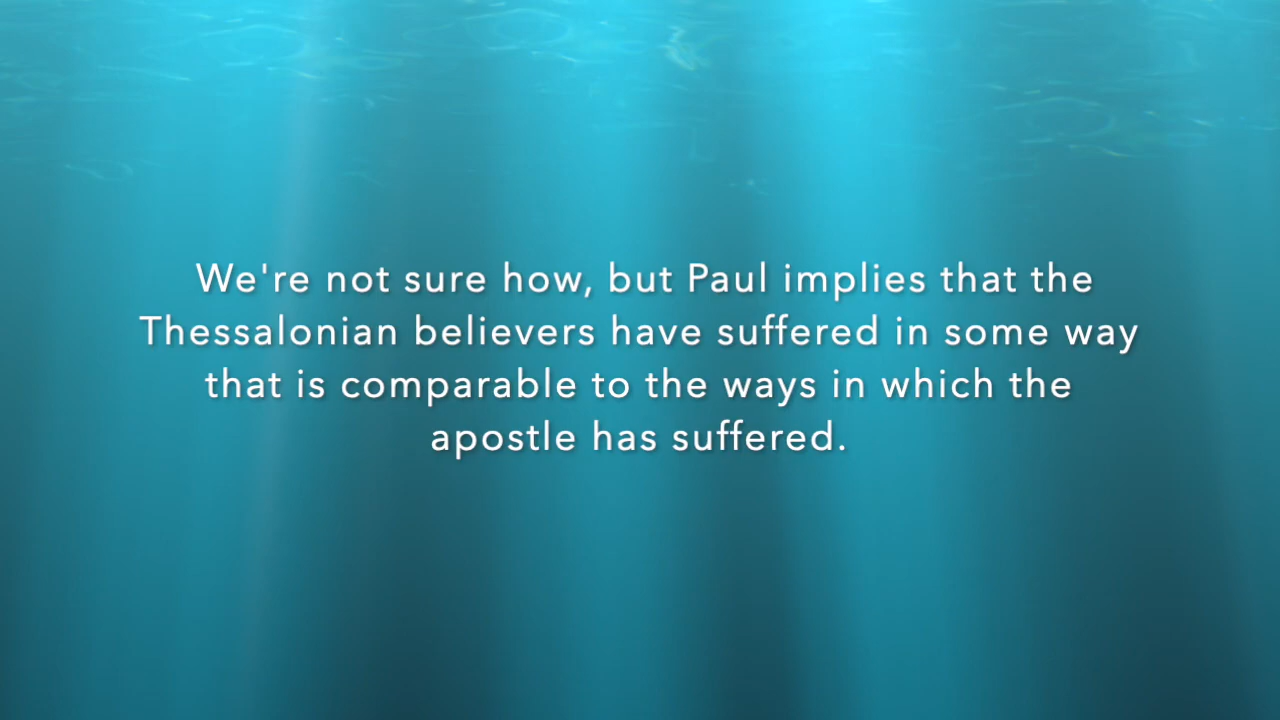 We're not sure how, but Paul implies that the
Thessalonian believers have suffered in some way
that is comparable to the ways in which the
apostle has suffered.